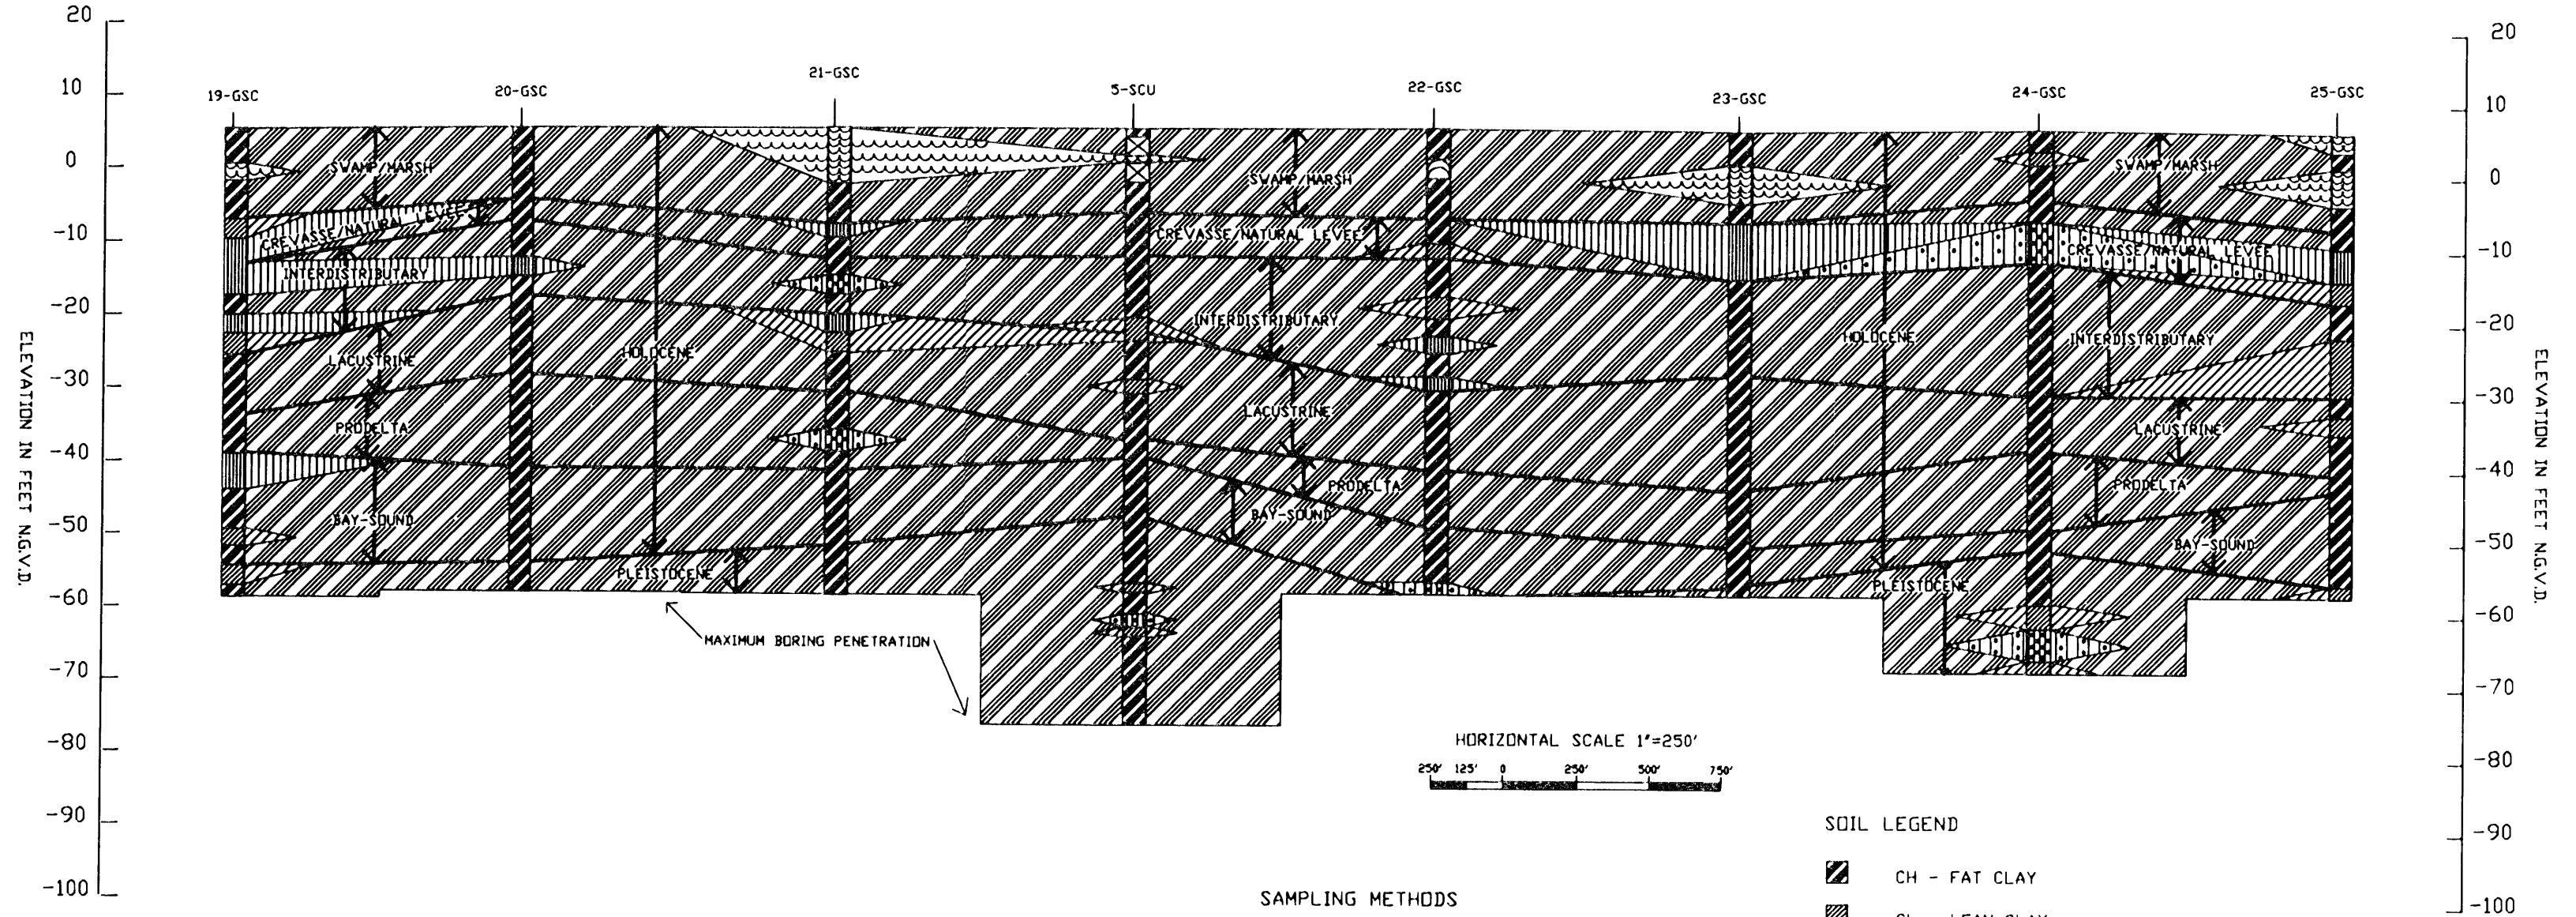 20
10
0
-10
-20
-30
-40
-50
-60
-70
-80
-90
-100
ELEVATION IN FEET N.G.V.D.
19-GSC
20-GSC
21-GSC
5-SCU
22-GSC
23-GSC
24-GSC
25-GSC
SWAMP/MARSH
CREVASSE/NATURAL LEVEE
INTERDISTRIBUTARY
LACUSTRINE
PRODELTA
BAY-SOUND
HOLOCENE
PLEISTOCENE
MAXIMUM BORING PENETRATION
SWAMP/MARSH
CREVASSE/NATURAL LEVEE
INTERDISTRIBUTARY
LACUSTRINE
PRODELTA
BAY-SOUND
HOLOCENE
PLEISTOCENE
SWAMP/MARSH
CREVASSE/NATURAL LEVEE
INTERDISTRIBUTARY
LACUSTRINE
PRODELTA
BAY-SOUND
20
10
0
-10
-20
-30
-40
-50
-60
-70
-80
-90
-100
ELEVATION IN FEET N.G.V.D.
HORIZONTAL SCALE 1"=250'
250' 125' 0 250' 500' 750'
SAMPLING METHODS
SOIL LEGEND
CH - FAT CLAY